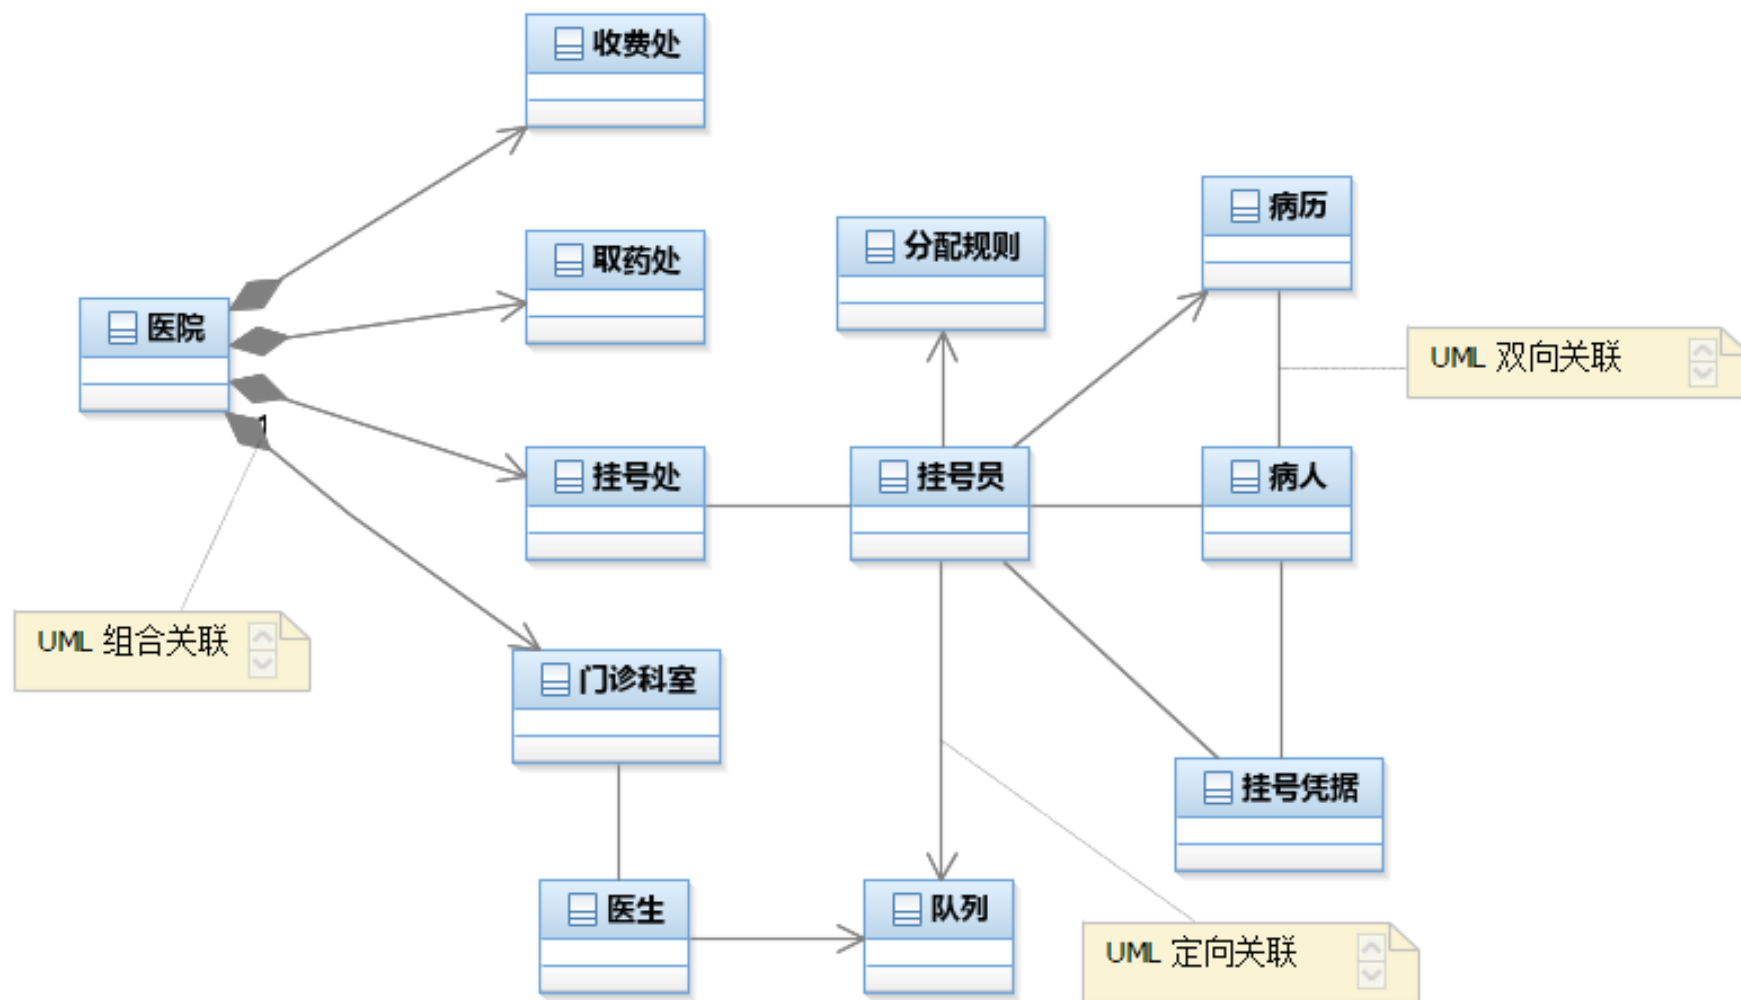 收费处
病历
分配规则
取药处
医院
UML 双向关联
1
挂号处
挂号员
病人
UML 组合关联
门诊科室
挂号凭据
医生
队列
UML 定向关联